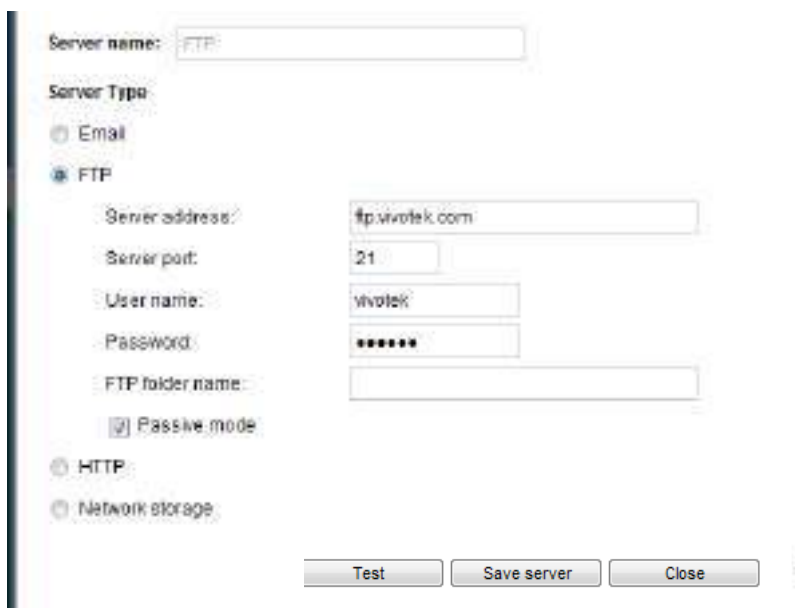 Server name: FTP
Server Type
Email
FTP
Server address: ftp.vivotek.com
Server port: 21
User name: vivotek
Password: ••••••
FTP folder name:
Passive mode
HTTP
Network storage
Test Save server Close